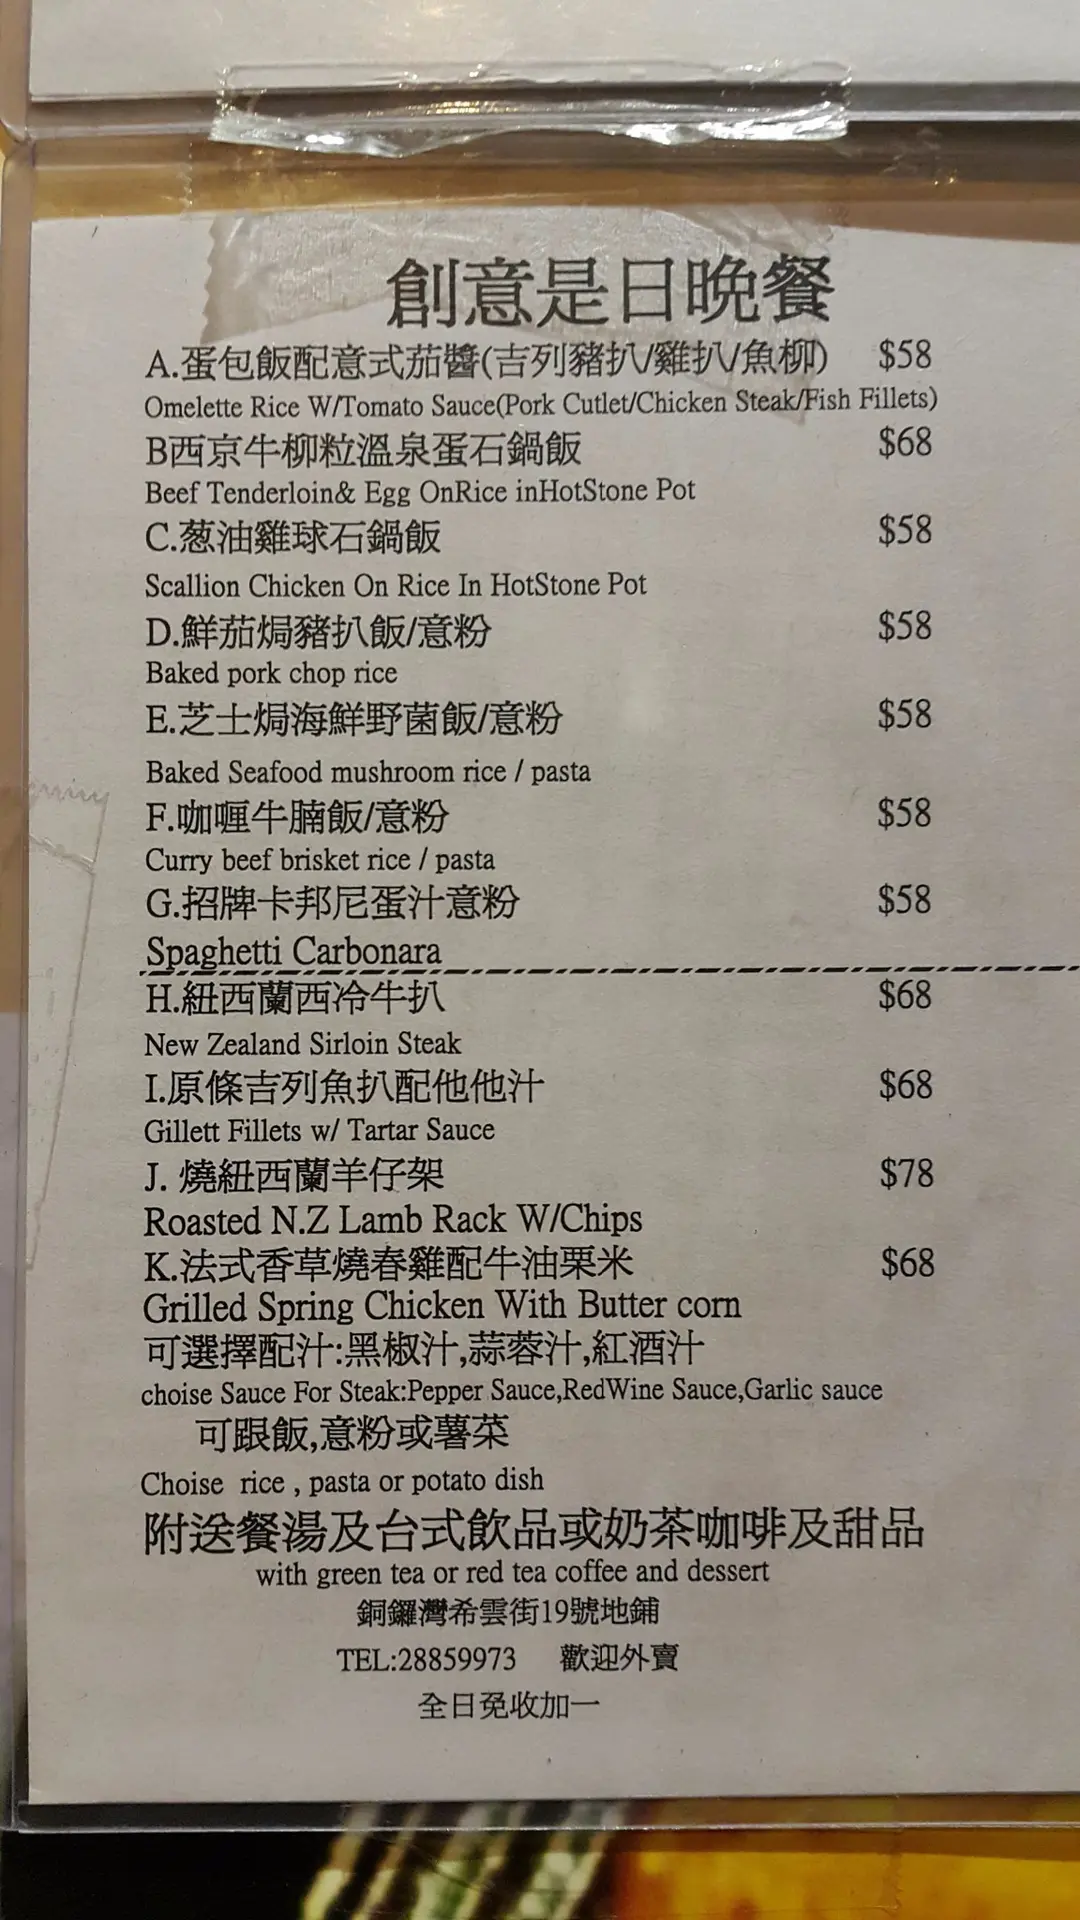 創意是日晚餐
A.蛋包飯配意式茄醬(吉列豬扒/雞扒/魚柳) $58
Omelette Rice W/Tomato Sauce(Pork Cutlet/Chicken Steak/Fish Fillets)
B西京牛柳粒溫泉蛋石鍋飯 $68
Beef Tenderloin& Egg OnRice inHotStone Pot
C.葱油雞球石鍋飯 $58
Scallion Chicken On Rice In HotStone Pot
D.鮮茄焗豬扒飯/意粉 $58
Baked pork chop rice
E.芝士焗海鮮野菌飯/意粉 $58
Baked Seafood mushroom rice / pasta
F.咖喱牛腩飯/意粉 $58
Curry beef brisket rice / pasta
G.招牌卡邦尼蛋汁意粉 $58
Spaghetti Carbonara
H.紐西蘭西冷牛扒 $68
New Zealand Sirloin Steak
I.原條吉列魚扒配他他汁 $68
Gillett Fillets w/ Tartar Sauce
J. 燒紐西蘭羊仔架 $78
Roasted N.Z Lamb Rack W/Chips
K.法式香草燒春雞配牛油粟米 $68
Grilled Spring Chicken With Butter corn
可選擇配汁:黑椒汁,蒜蓉汁,紅酒汁
choise Sauce For Steak:Pepper Sauce,RedWine Sauce,Garlic sauce
可跟飯,意粉或薯菜
Choise rice , pasta or potato dish
附送餐湯及台式飲品或奶茶咖啡及甜品
with green tea or red tea coffee and dessert
銅鑼灣希雲街19號地鋪
TEL:28859973 歡迎外賣
全日免收加一